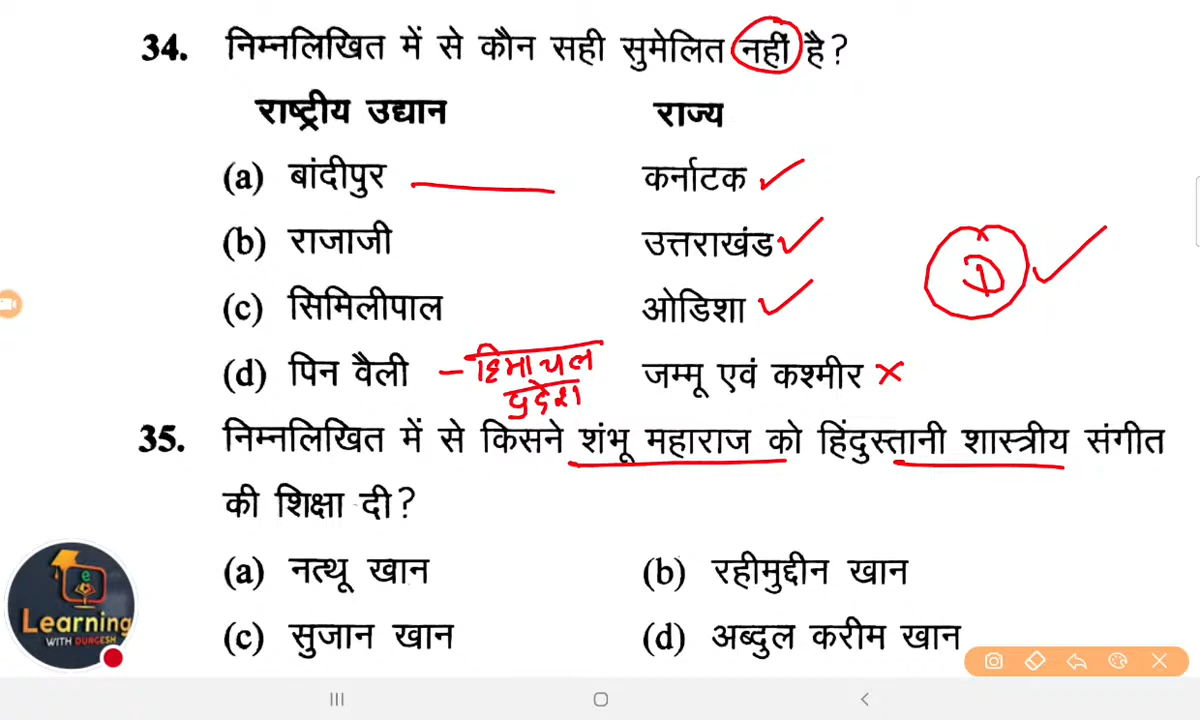 34. निम्नलिखित में से कौन सही सुमेलित नहीं है?
राष्ट्रीय उद्यान राज्य
(a) बांदीपुर कर्नाटक
(b) राजाजी उत्तराखंड
(c) सिमिलीपाल ओडिशा
D
(d) पिन वैली – हिमाचल प्रदेश जम्मू एवं कश्मीर
35. निम्नलिखित में से किसने शंभू महाराज को हिंदुस्तानी शास्त्रीय संगीत
की शिक्षा दी?
(a) नत्थू खान (b) रहीमुद्दीन खान
(c) सुजान खान (d) अब्दुल करीम खान
e
Learning
WITH DURGESH